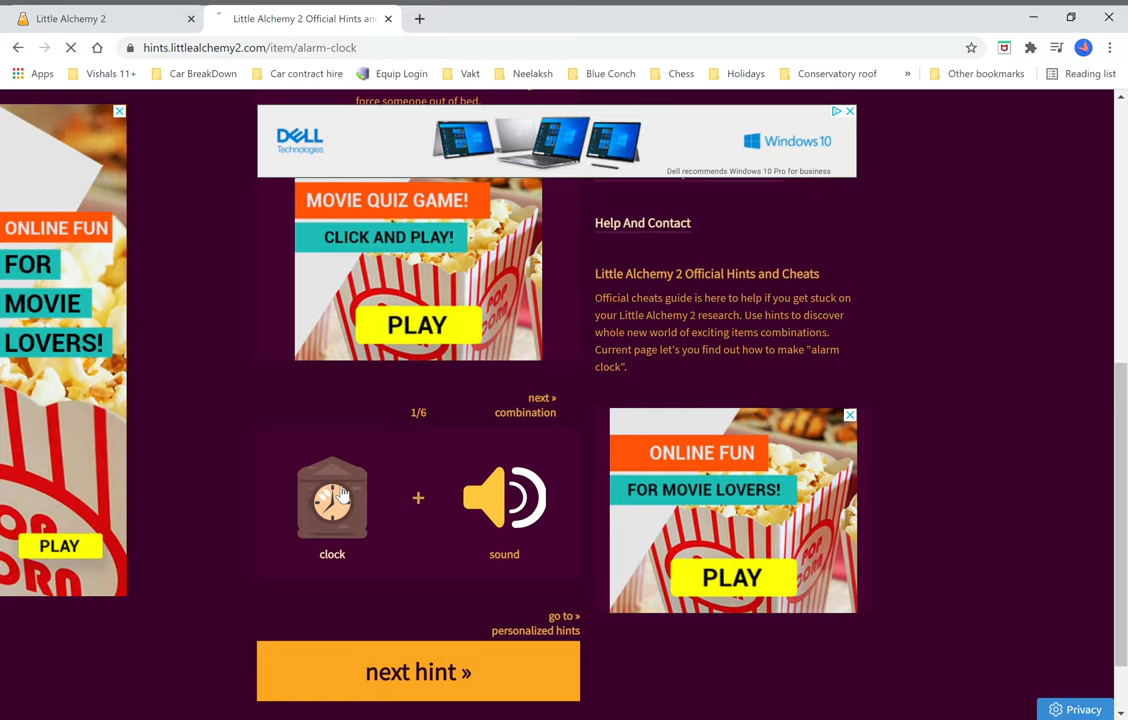 Little Alchemy 2
Little Alchemy 2 Official Hints an
hints.littlealchemy2.com/item/alarm-clock
Apps
Vishals 11+
Car BreakDown
Car contract hire
Equip Login
Vakt
Neelaksh
Blue Conch
Chess
Holidays
Conservatory roof
»
Other bookmarks
Reading list
force someone out of bed.
DELL
Technologies
Windows 10
Dell recommends Windows 10 Pro for business
ONLINE FUN
FOR
MOVIE
LOVERS!
PLAY
MOVIE QUIZ GAME!
CLICK AND PLAY!
PLAY
Help And Contact
Little Alchemy 2 Official Hints and Cheats
Official cheats guide is here to help if you get stuck on
your Little Alchemy 2 research. Use hints to discover
whole new world of exciting items combinations.
Current page let's you find out how to make "alarm
clock".
1/6
next »
combination
clock
+
sound
ONLINE FUN
FOR MOVIE LOVERS!
PLAY
go to »
personalized hints
next hint »
Privacy